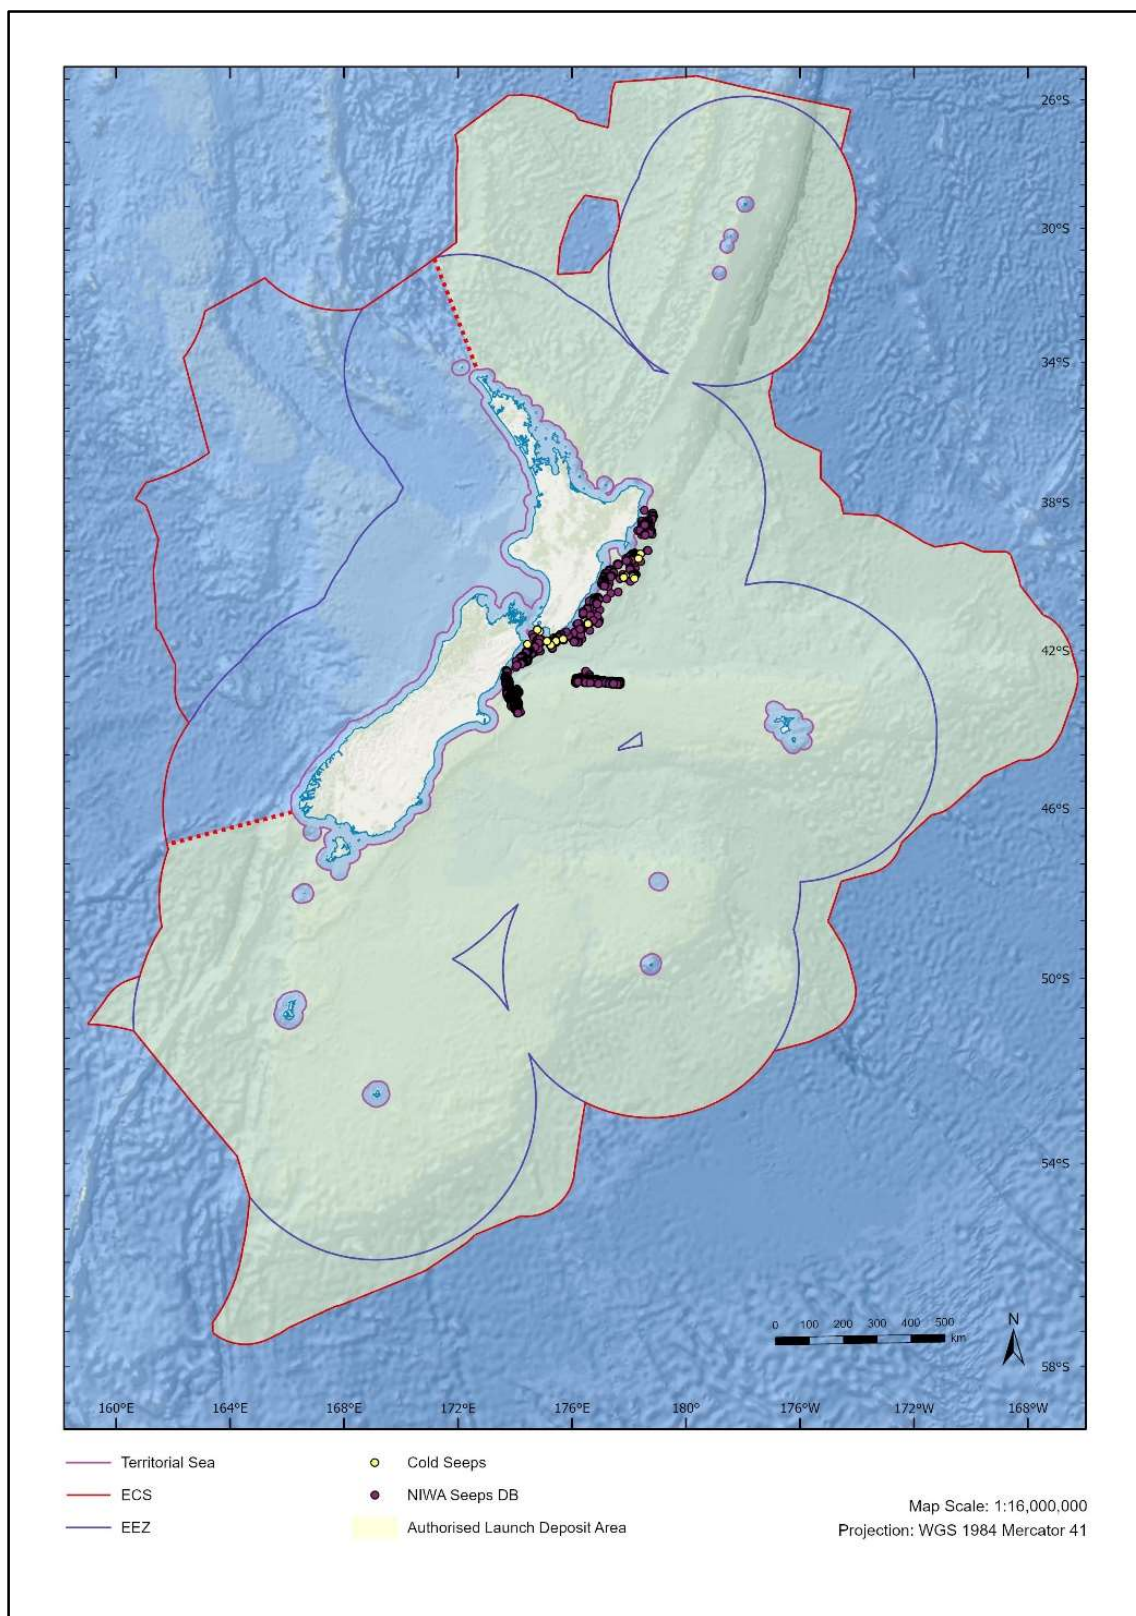 26°S
30°S
34°S
38°S
42°S
46°S
50°S
54°S
0 100 200 300 400 500
km
N
58°S
160°E 164°E 168°E 172°E 176°E 180° 176°W 172°W 168°W
Territorial Sea
ECS
EEZ
Cold Seeps
NIWA Seeps DB
Authorised Launch Deposit Area
Map Scale: 1:16,000,000
Projection: WGS 1984 Mercator 41